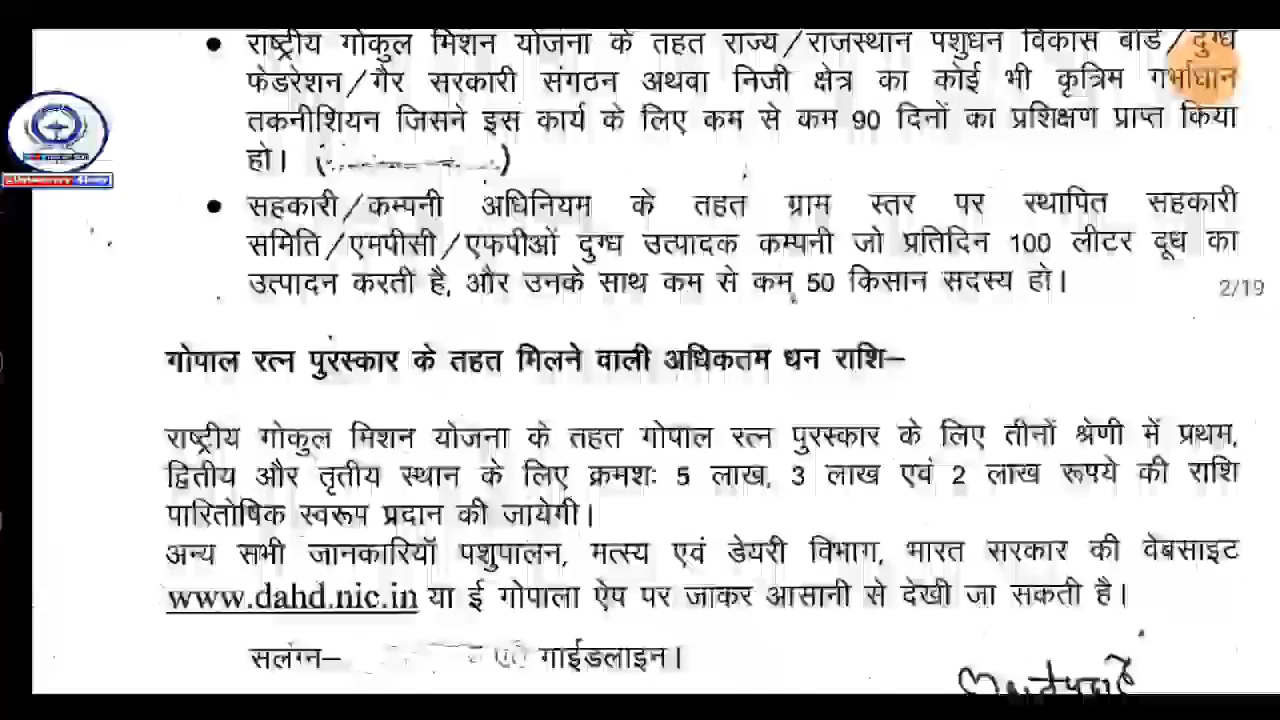 राष्ट्रीय गोकुल मिशन योजना के तहत राज्य/राजस्थान पशुधन विकास बोर्ड/दुग्ध
फेडरेशन/गैर सरकारी संगठन अथवा निजी क्षेत्र का कोई भी कृत्रिम गर्भाधान
तकनीशियन जिसने इस कार्य के लिए कम से कम 90 दिनों का प्रशिक्षण प्राप्त किया
हो।
सहकारी/कम्पनी अधिनियम के तहत ग्राम स्तर पर स्थापित सहकारी
समिति/एमपीसी/एफपीओं दुग्ध उत्पादक कम्पनी जो प्रतिदिन 100 लीटर दूध का
उत्पादन करती है, और उनके साथ कम से कम 50 किसान सदस्य हो।
2/19
गोपाल रत्न पुरस्कार के तहत मिलने वाली अधिकतम धन राशि–
राष्ट्रीय गोकुल मिशन योजना के तहत गोपाल रत्न पुरस्कार के लिए तीनों श्रेणी में प्रथम,
द्वितीय और तृतीय स्थान के लिए क्रमशः 5 लाख, 3 लाख एवं 2 लाख रूपये की राशि
पारितोषिक स्वरूप प्रदान की जायेगी।
अन्य सभी जानकारियॉ पशुपालन, मत्स्य एवं डेयरी विभाग, भारत सरकार की वेबसाइट
www.dahd.nic.in या ई गोपाला ऐप पर जाकर आसानी से देखी जा सकती है।
सलंग्न– एवं गाईडलाइन।